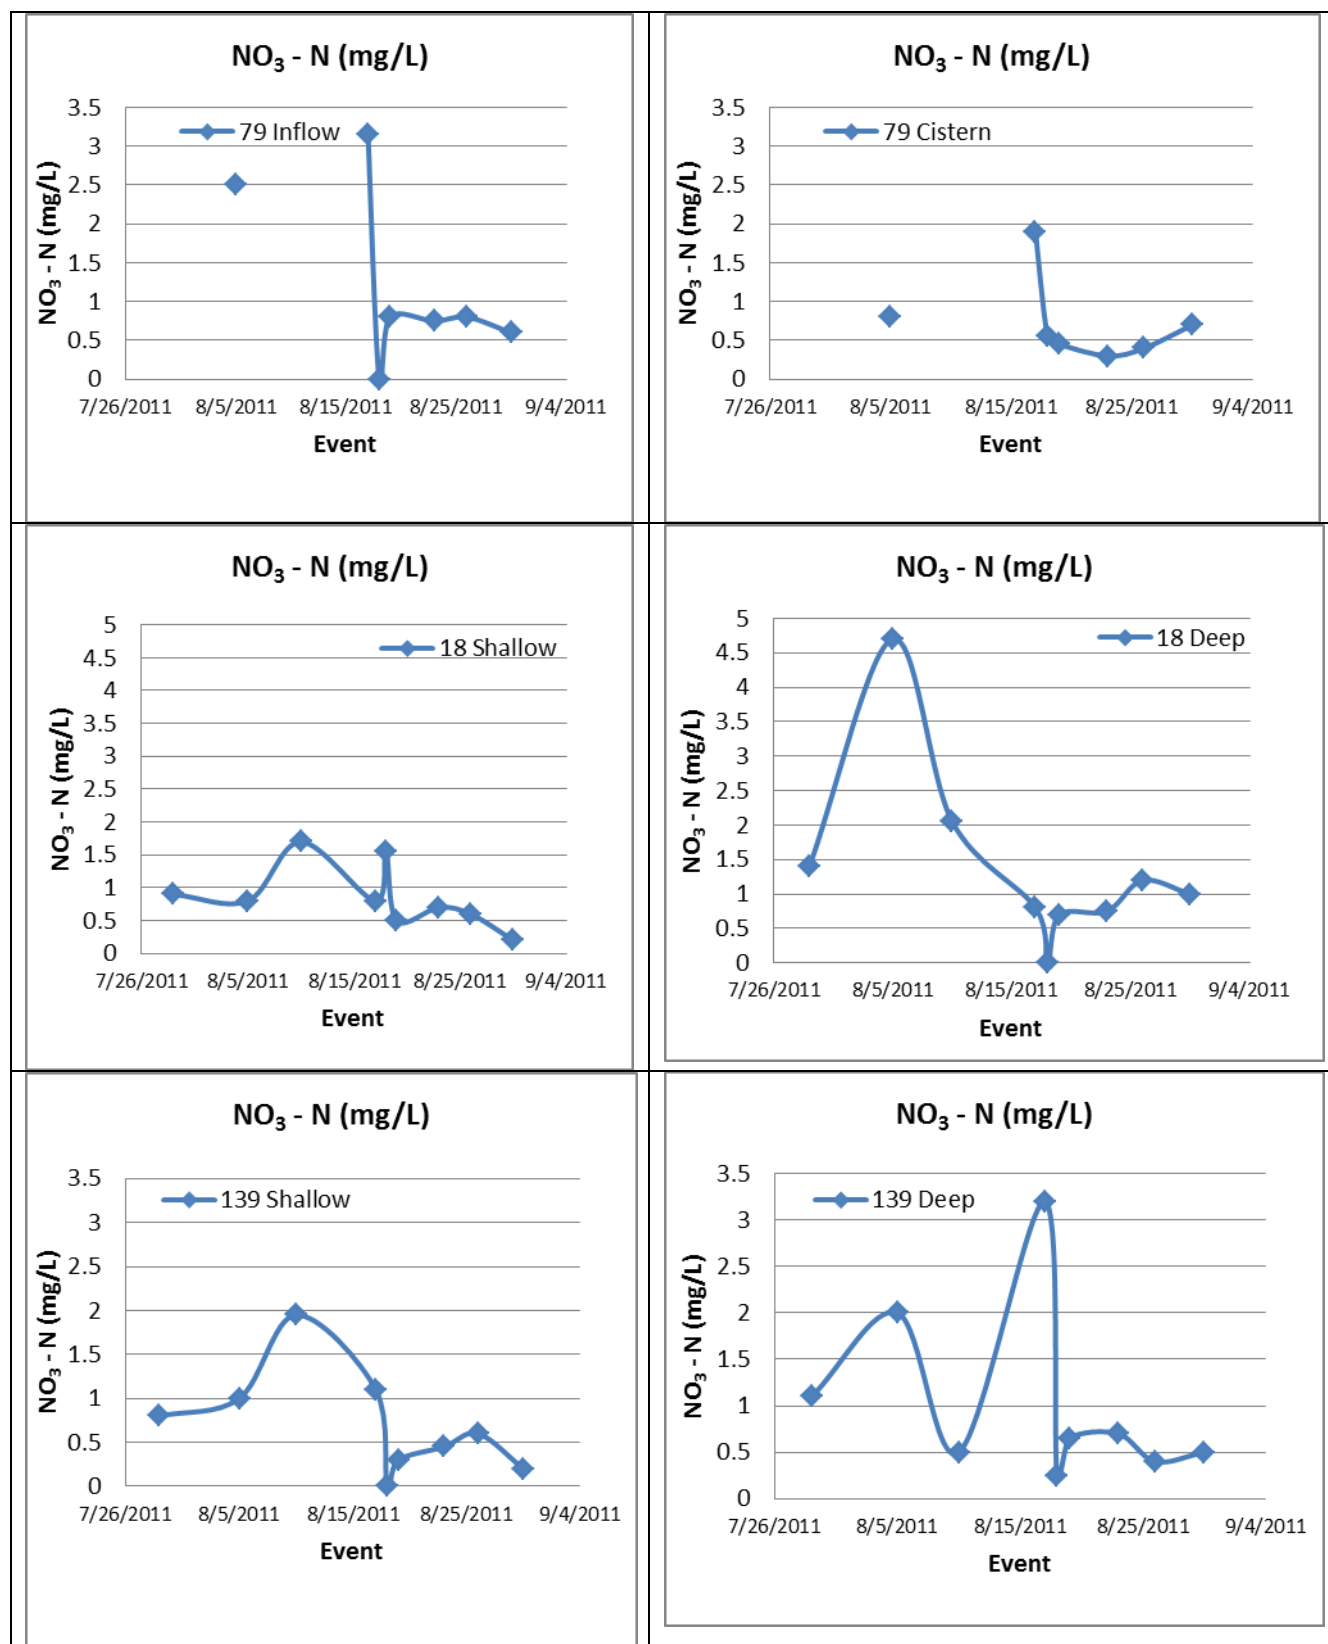 NO₃ - N (mg/L)
79 Inflow
NO₃ - N (mg/L)
3.5
3
2.5
2
1.5
1
0.5
0
7/26/2011 8/5/2011 8/15/2011 8/25/2011 9/4/2011
Event
NO₃ - N (mg/L)
79 Cistern
NO₃ - N (mg/L)
3.5
3
2.5
2
1.5
1
0.5
0
7/26/2011 8/5/2011 8/15/2011 8/25/2011 9/4/2011
Event
NO₃ - N (mg/L)
18 Shallow
NO₃ - N (mg/L)
5
4.5
4
3.5
3
2.5
2
1.5
1
0.5
0
7/26/2011 8/5/2011 8/15/2011 8/25/2011 9/4/2011
Event
NO₃ - N (mg/L)
18 Deep
NO₃ - N (mg/L)
5
4.5
4
3.5
3
2.5
2
1.5
1
0.5
0
7/26/2011 8/5/2011 8/15/2011 8/25/2011 9/4/2011
Event
NO₃ - N (mg/L)
139 Shallow
NO₃ - N (mg/L)
3.5
3
2.5
2
1.5
1
0.5
0
7/26/2011 8/5/2011 8/15/2011 8/25/2011 9/4/2011
Event
NO₃ - N (mg/L)
139 Deep
NO₃ - N (mg/L)
3.5
3
2.5
2
1.5
1
0.5
0
7/26/2011 8/5/2011 8/15/2011 8/25/2011 9/4/2011
Event